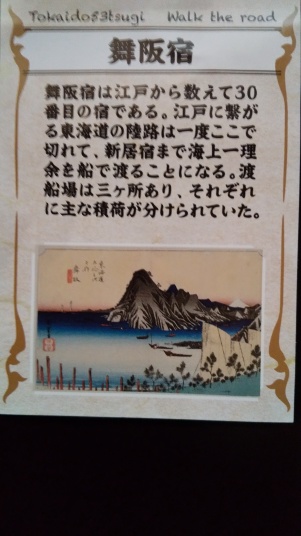 Tokaido53tsugi Walk the road
舞阪宿
舞阪宿は江戸から数えて30
番目の宿である。江戸に繋が
る東海道の陸路は一度ここで
切れて、新居宿まで海上一理
余を船で渡ることになる。渡
船場は三ヶ所あり、それぞれ
に主な積荷が分けられていた。